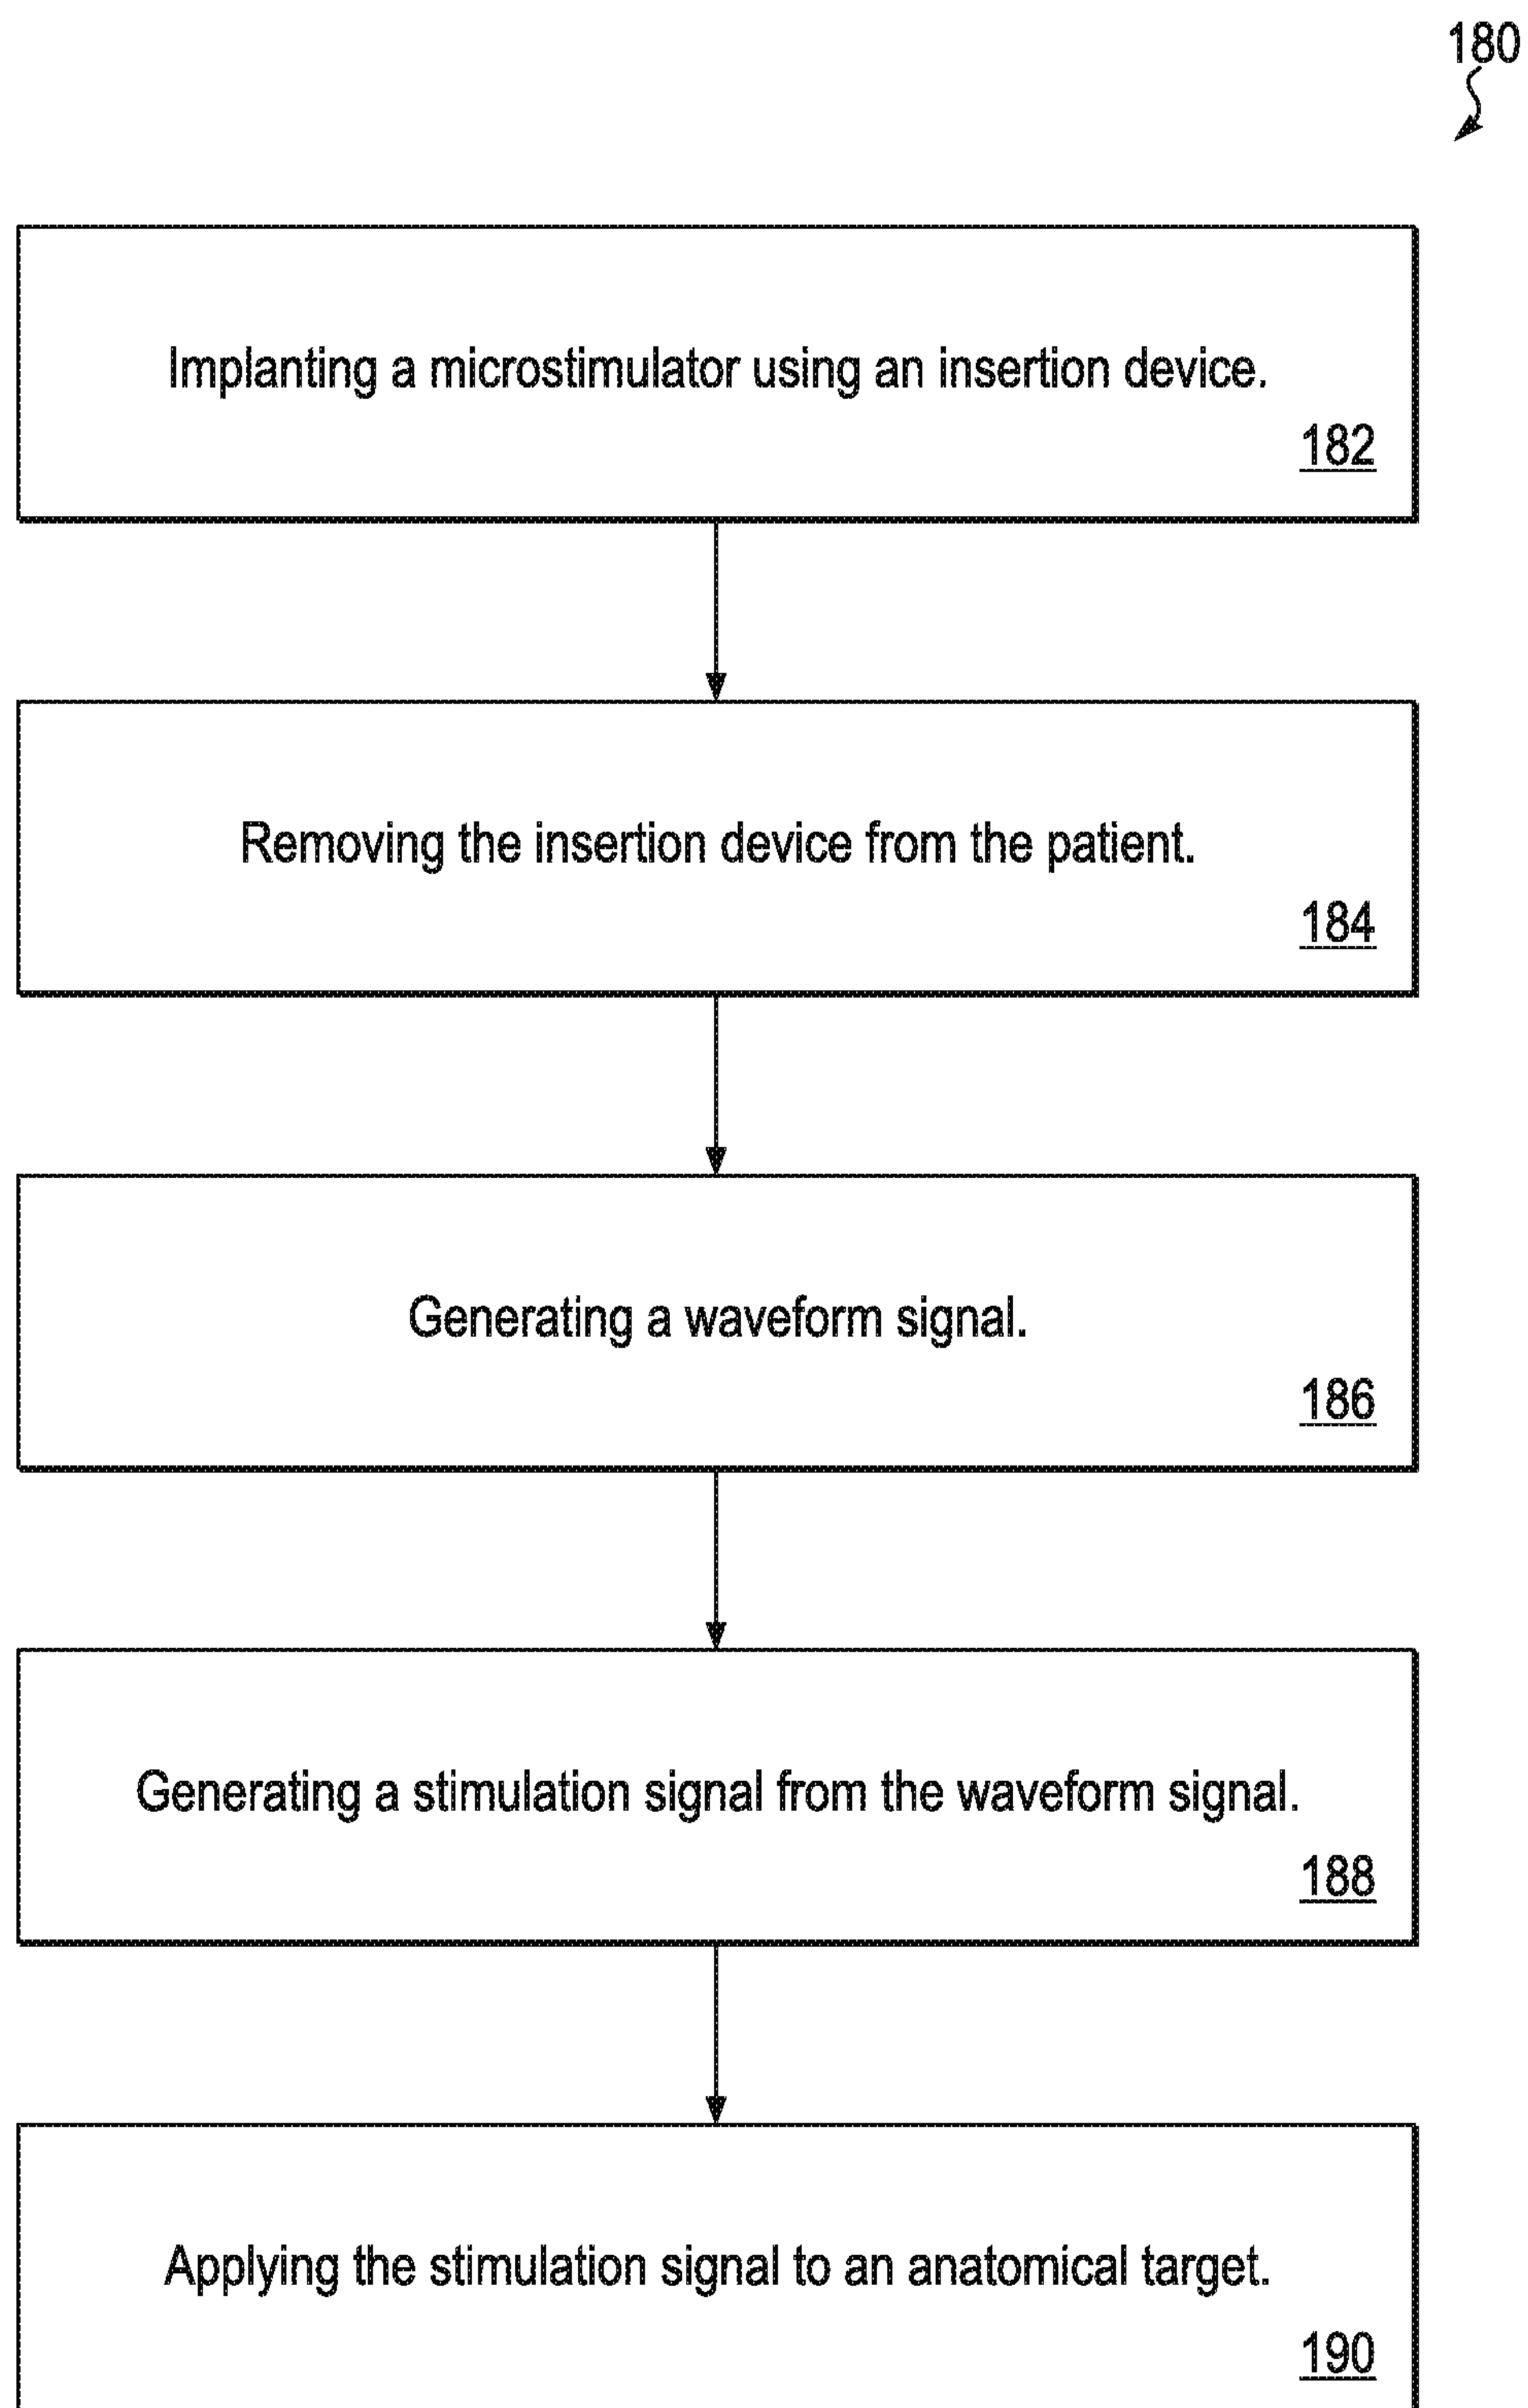 180
Implanting a microstimulator using an insertion device.
182
Removing the insertion device from the patient.
184
Generating a waveform signal.
186
Generating a stimulation signal from the waveform signal.
188
Applying the stimulation signal to an anatomical target.
190